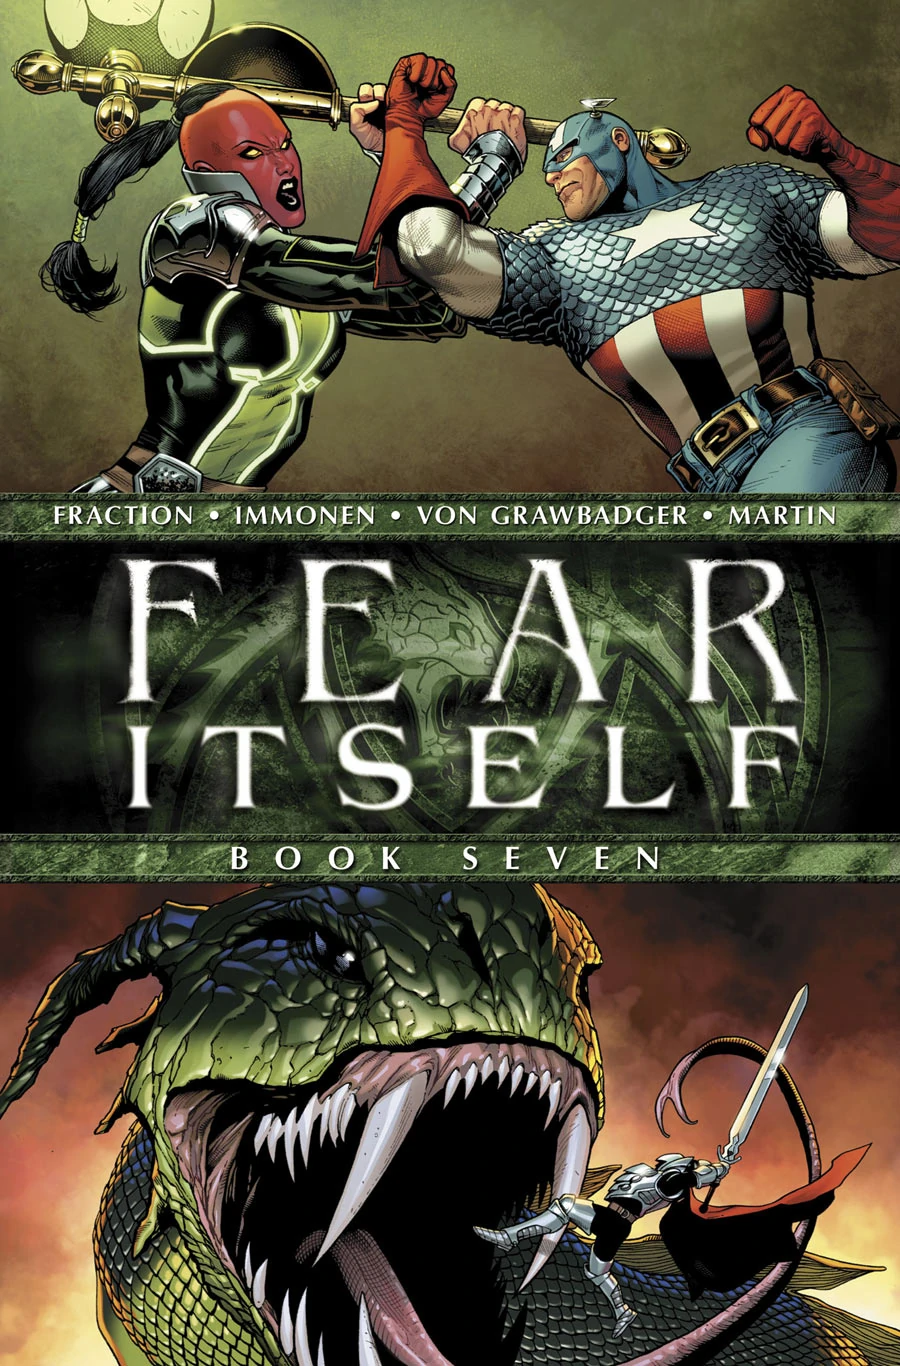 FRACTION • IMMONEN • VON GRAWBADGER • MARTIN
FEAR
ITSELF
BOOK SEVEN